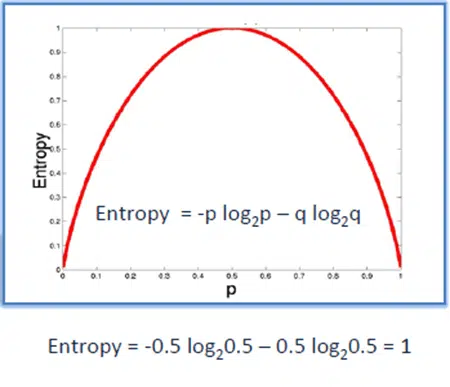 1
0.9
0.8
0.7
0.6
0.5
0.4
0.3
0.2
0.1
0
Entropy
Entropy = -p log₂p – q log₂q
0 0.1 0.2 0.3 0.4 0.5 0.6 0.7 0.8 0.9 1
p
Entropy = -0.5 log₂0.5 – 0.5 log₂0.5 = 1